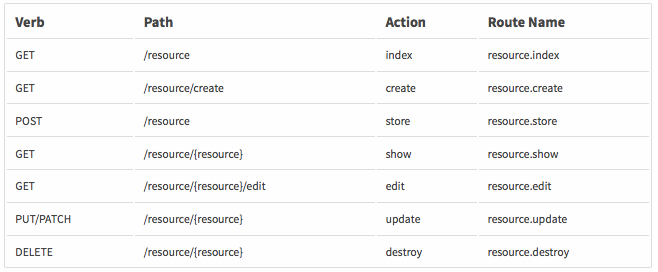 Verb Path Action Route Name
GET /resource index resource.index
GET /resource/create create resource.create
POST /resource store resource.store
GET /resource/{resource} show resource.show
GET /resource/{resource}/edit edit resource.edit
PUT/PATCH /resource/{resource} update resource.update
DELETE /resource/{resource} destroy resource.destroy